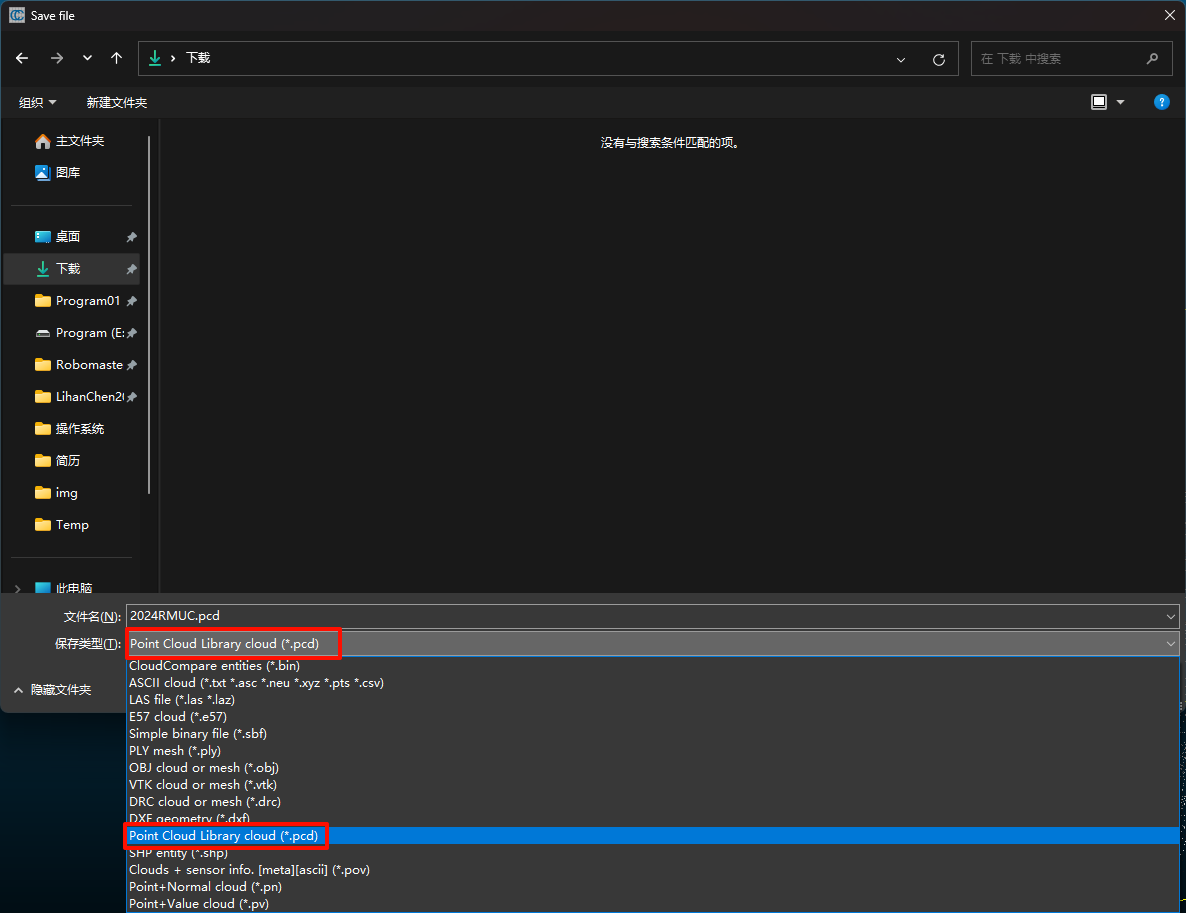 Save file
下载
在 下载 中搜索
组织
新建文件夹
?
主文件夹
没有与搜索条件匹配的项。
图库
桌面
下载
Program01
Program (E:
Robomaste
LihanChen2(
操作系统
简历
img
Temp
此电脑
文件名(N):
2024RMUC.pcd
保存类型(T):
Point Cloud Library cloud (*.pcd)
隐藏文件夹
CloudCompare entities (*.bin)
ASCII cloud (*.txt *.asc *.neu *.xyz *.pts *.csv)
LAS file (*.las *.laz)
E57 cloud (*.e57)
Simple binary file (*.sbf)
PLY mesh (*.ply)
OBJ cloud or mesh (*.obj)
VTK cloud or mesh (*.vtk)
DRC cloud or mesh (*.drc)
DXF geometry (*.dxf)
Point Cloud Library cloud (*.pcd)
SHP entity (*.shp)
Clouds + sensor info. [meta][ascii] (*.pov)
Point+Normal cloud (*.pn)
Point+Value cloud (*.pv)